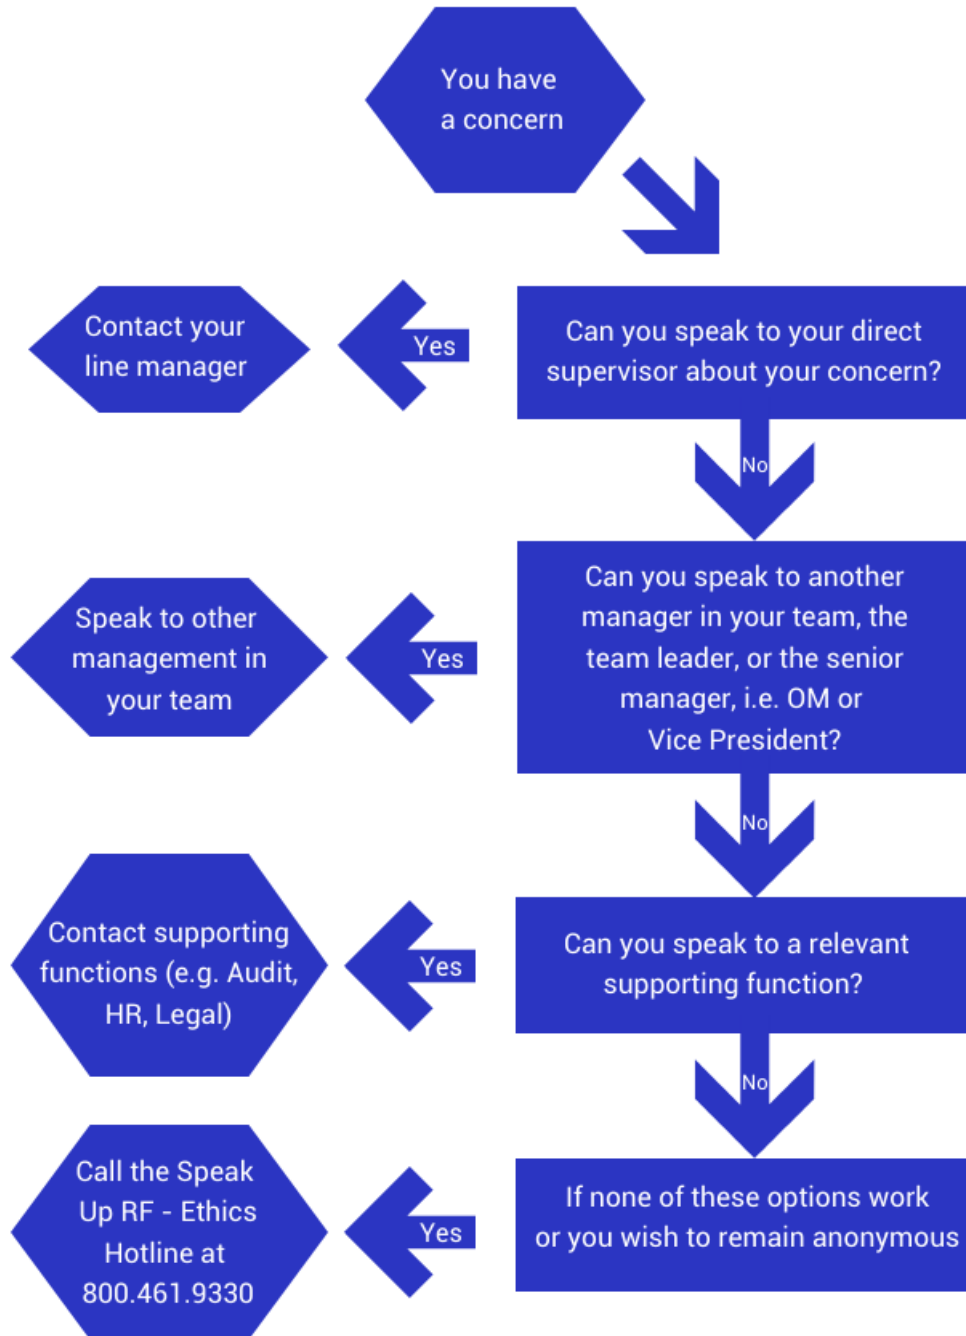 You have
a concern
Can you speak to your direct
supervisor about your concern?
Yes
Contact your
line manager
No
Can you speak to another
manager in your team, the
team leader, or the senior
manager, i.e. OM or
Vice President?
Yes
Speak to other
management in
your team
No
Can you speak to a relevant
supporting function?
Yes
Contact supporting
functions (e.g. Audit,
HR, Legal)
No
If none of these options work
or you wish to remain anonymous
Yes
Call the Speak
Up RF - Ethics
Hotline at
800.461.9330